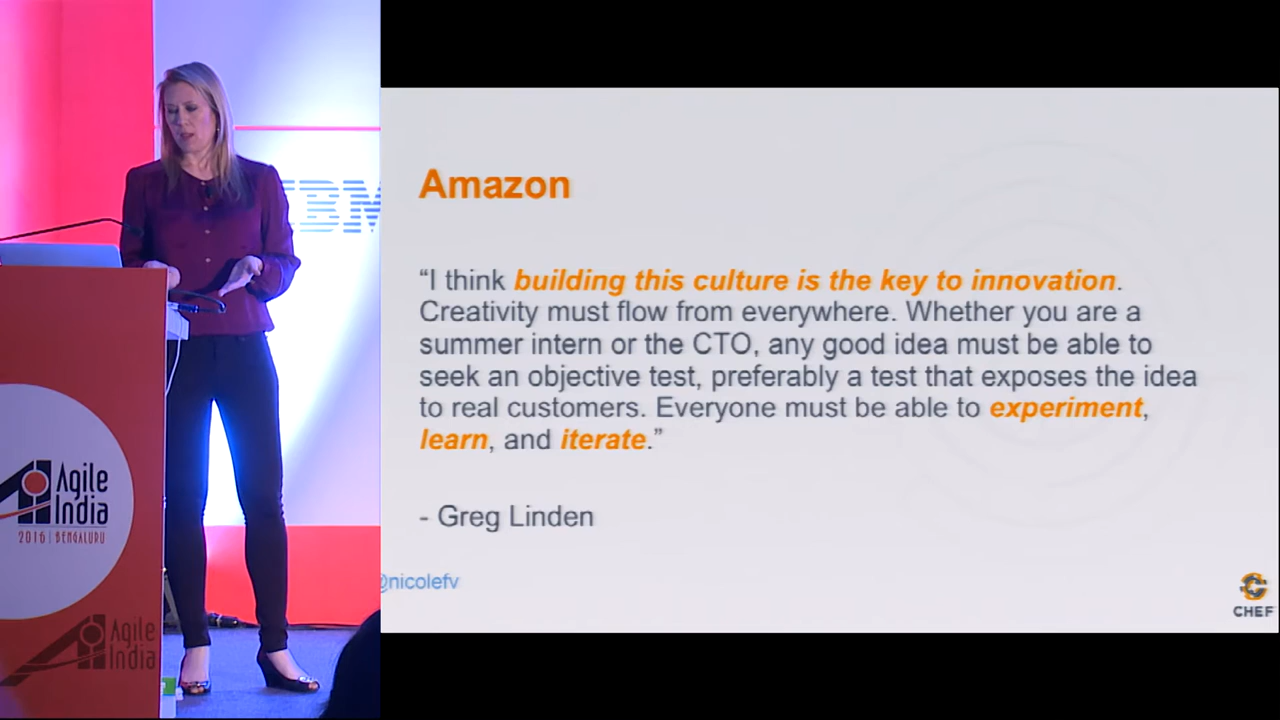 IBM
Amazon
“I think building this culture is the key to innovation.
Creativity must flow from everywhere. Whether you are a
summer intern or the CTO, any good idea must be able to
seek an objective test, preferably a test that exposes the idea
to real customers. Everyone must be able to experiment,
learn, and iterate.”
- Greg Linden
@nicolefv
CHEF
Agile
India
2016 | BENGALURU
Agile
India